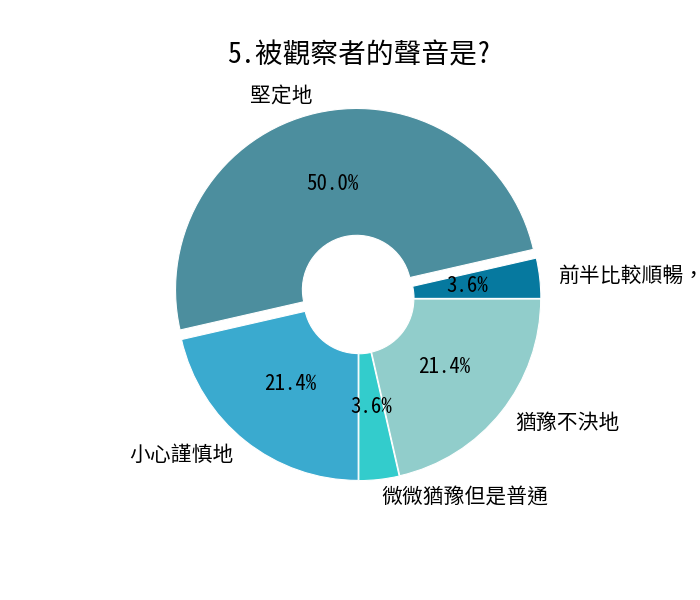 5.被觀察者的聲音是?
堅定地
50.0%
前半比較順暢，
3.6%
21.4%
21.4%
3.6%
猶豫不決地
小心謹慎地
微微猶豫但是普通